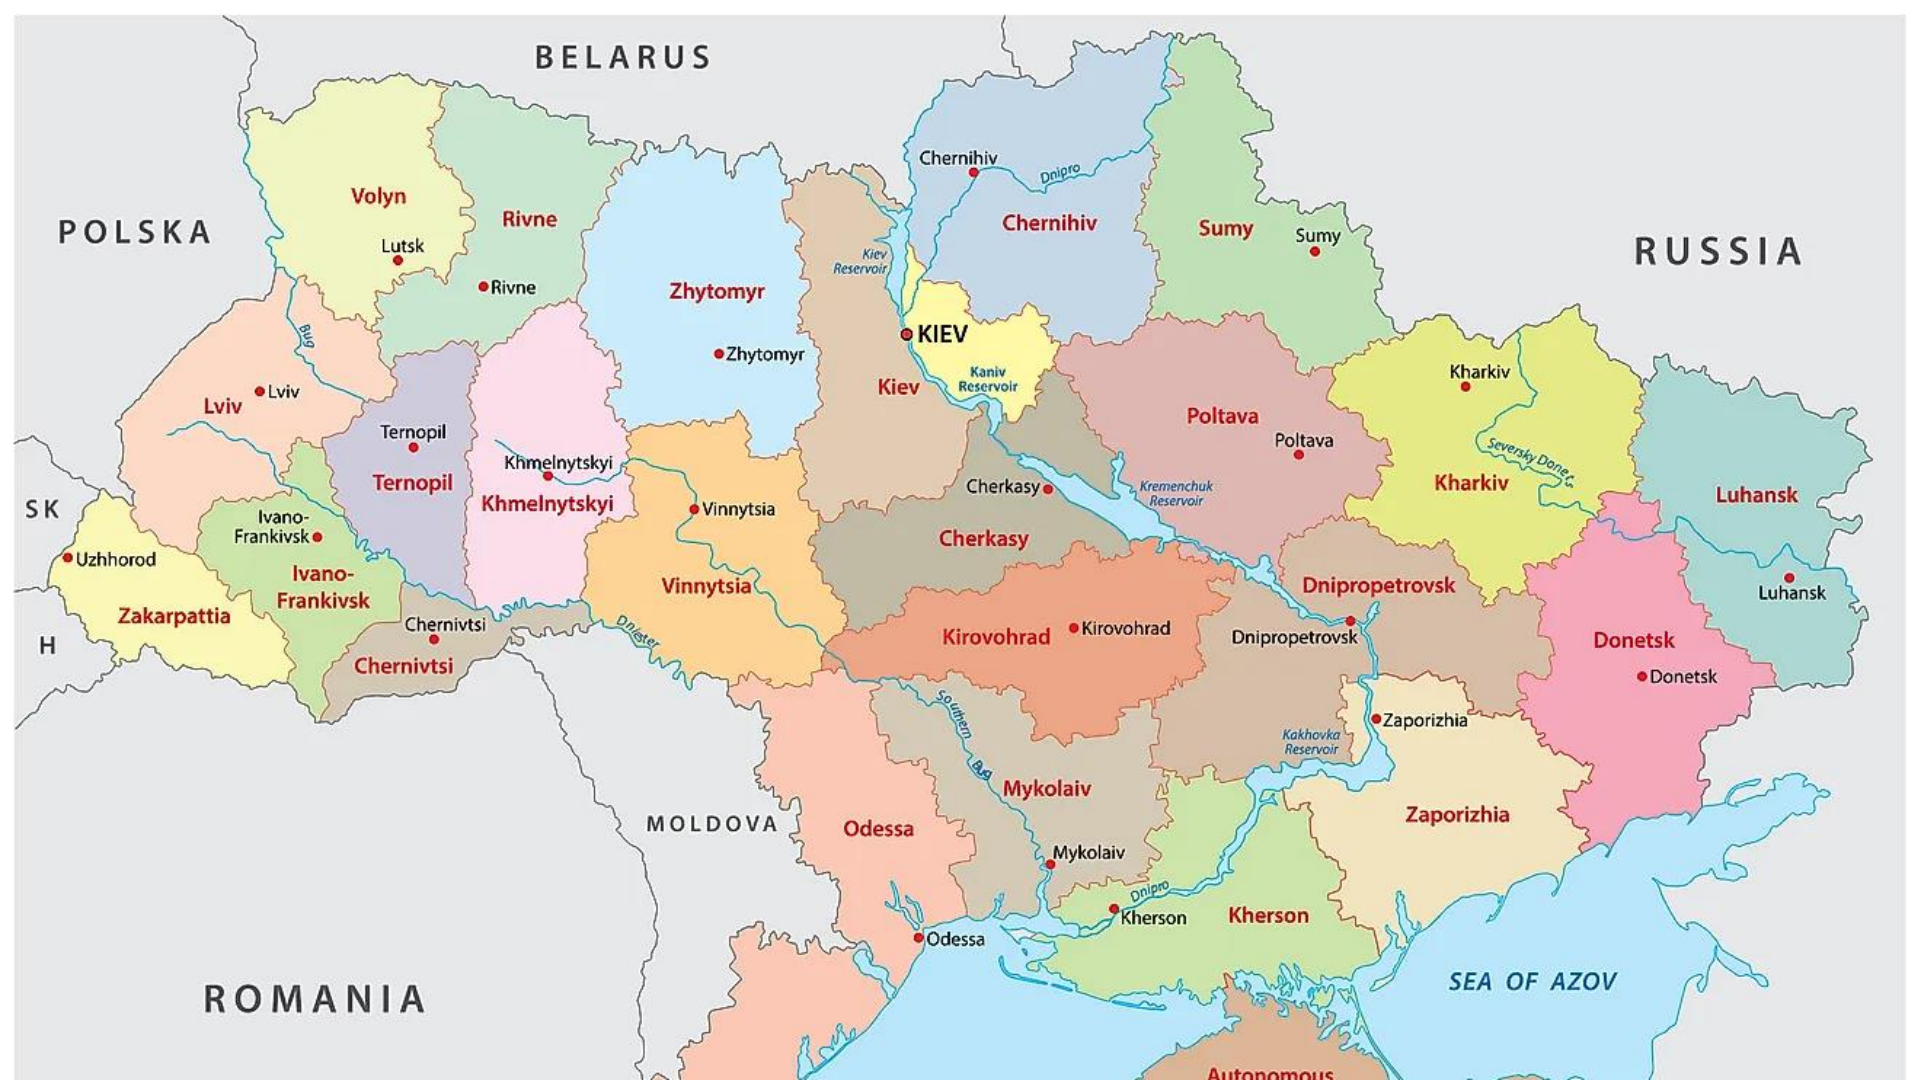 BELARUS
POLSKA
RUSSIA
Volyn
Lutsk
Rivne
Rivne
Zhytomyr
Zhytomyr
Chernihiv
Dnipro
Chernihiv
Sumy
Sumy
Kiev
Reservoir
KIEV
Kaniv
Reservoir
Kiev
Bug
Lviv
Lviv
Ternopil
Ternopil
Khmelnytskyi
Khmelnytskyi
Vinnytsia
Vinnytsia
Cherkasy
Cherkasy
Kremenchuk
Reservoir
Poltava
Poltava
Kharkiv
Seversky Donets
Kharkiv
Luhansk
Luhansk
SK
Uzhhorod
Zakarpattia
H
Ivano-
Frankivsk
Ivano-
Frankivsk
Chernivtsi
Chernivtsi
Dniester
Kirovohrad
Kirovohrad
Dnipropetrovsk
Dnipropetrovsk
Donetsk
Donetsk
Zaporizhia
Kakhovka
Reservoir
Zaporizhia
Southern
Bug
Mykolaiv
Mykolaiv
MOLDOVA
Odessa
Odessa
Dnipro
Kherson
Kherson
ROMANIA
SEA OF AZOV
Autonomous